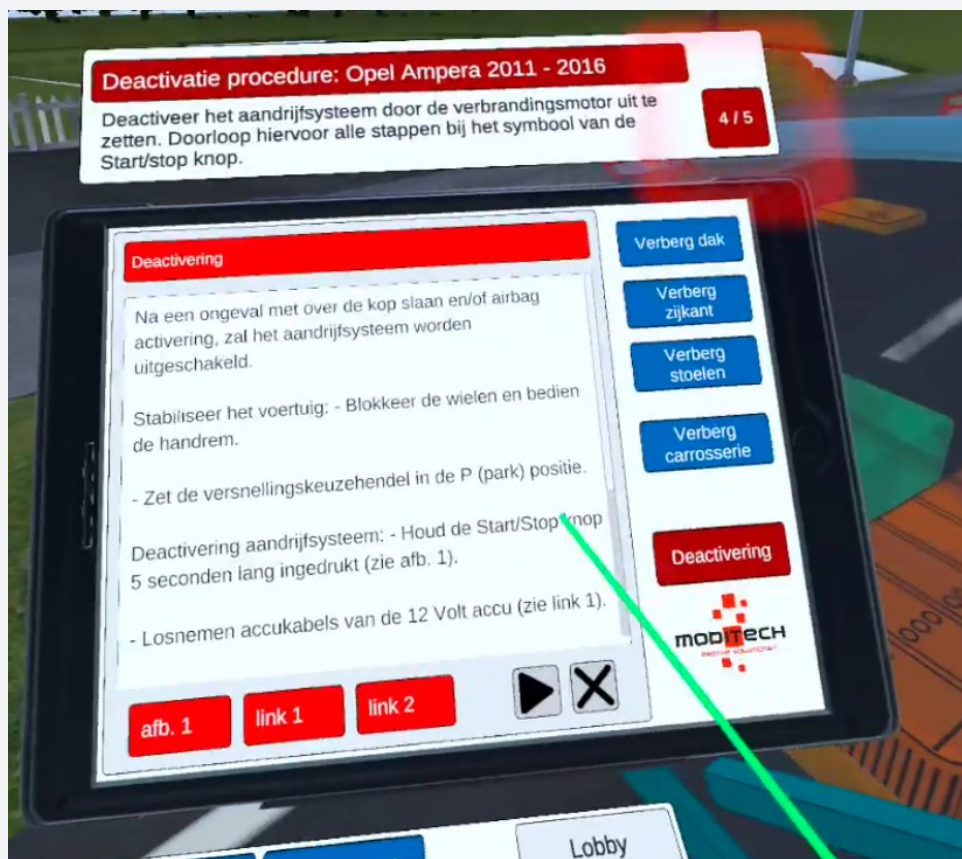 Deactivatie procedure: Opel Ampera 2011 - 2016
Deactiveer het aandrijfsysteem door de verbrandingsmotor uit te
zetten. Doorloop hiervoor alle stappen bij het symbool van de
Start/stop knop.
4 / 5
Deactivering
Na een ongeval met over de kop slaan en/of airbag
activering, zal het aandrijfsysteem worden
uitgeschakeld.
Stabiliseer het voertuig: - Blokkeer de wielen en bedien
de handrem.
- Zet de versnellingskeuzehendel in de P (park) positie.
Deactivering aandrijfsysteem: - Houd de Start/Stop knop
5 seconden lang ingedrukt (zie afb. 1).
- Losnemen accukabels van de 12 Volt accu (zie link 1).
afb. 1
link 1
link 2
Verberg dak
Verberg
zijkant
Verberg
stoelen
Verberg
carrosserie
Deactivering
MODITECH
Lobby